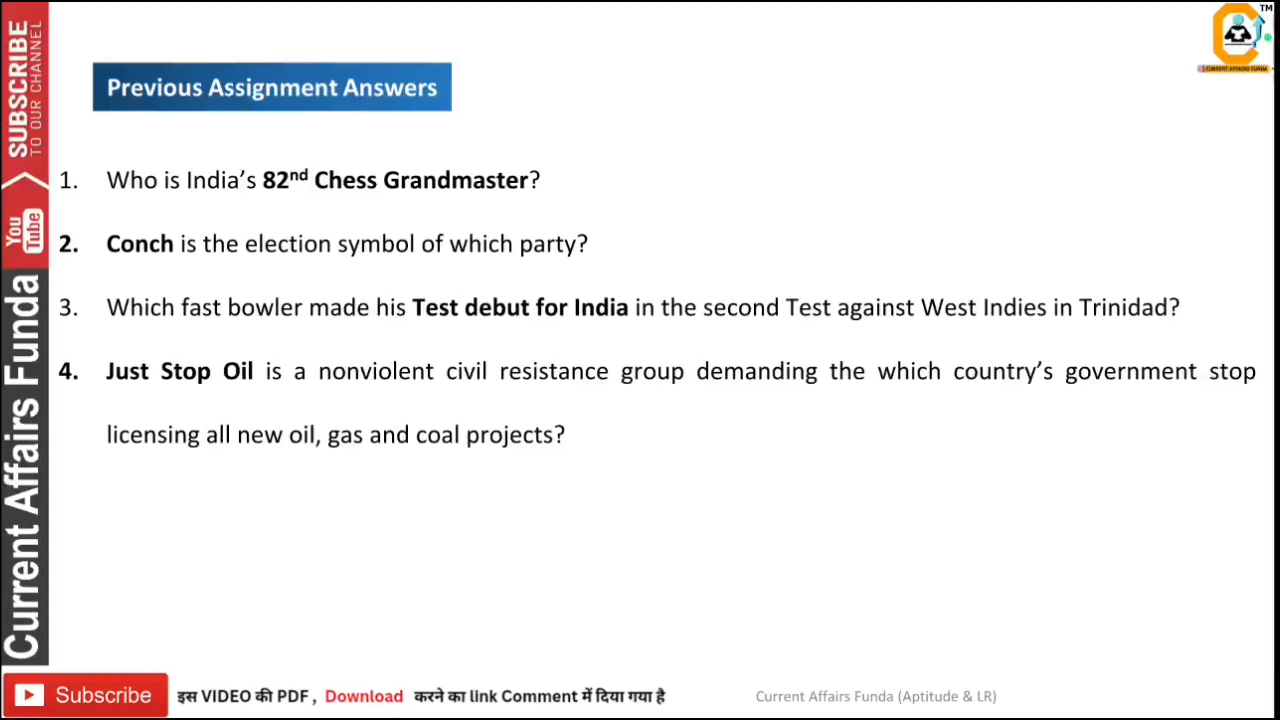 SUBSCRIBE
TO OUR CHANNEL
You
Tube
Current Affairs Funda
TM
CURRENT AFFAIRS FUNDA
Previous Assignment Answers
1. Who is India’s 82nd Chess Grandmaster?
2. Conch is the election symbol of which party?
3. Which fast bowler made his Test debut for India in the second Test against West Indies in Trinidad?
4. Just Stop Oil is a nonviolent civil resistance group demanding the which country’s government stop
licensing all new oil, gas and coal projects?
Subscribe
इस VIDEO की PDF , Download करने का link Comment में दिया गया है
Current Affairs Funda (Aptitude & LR)